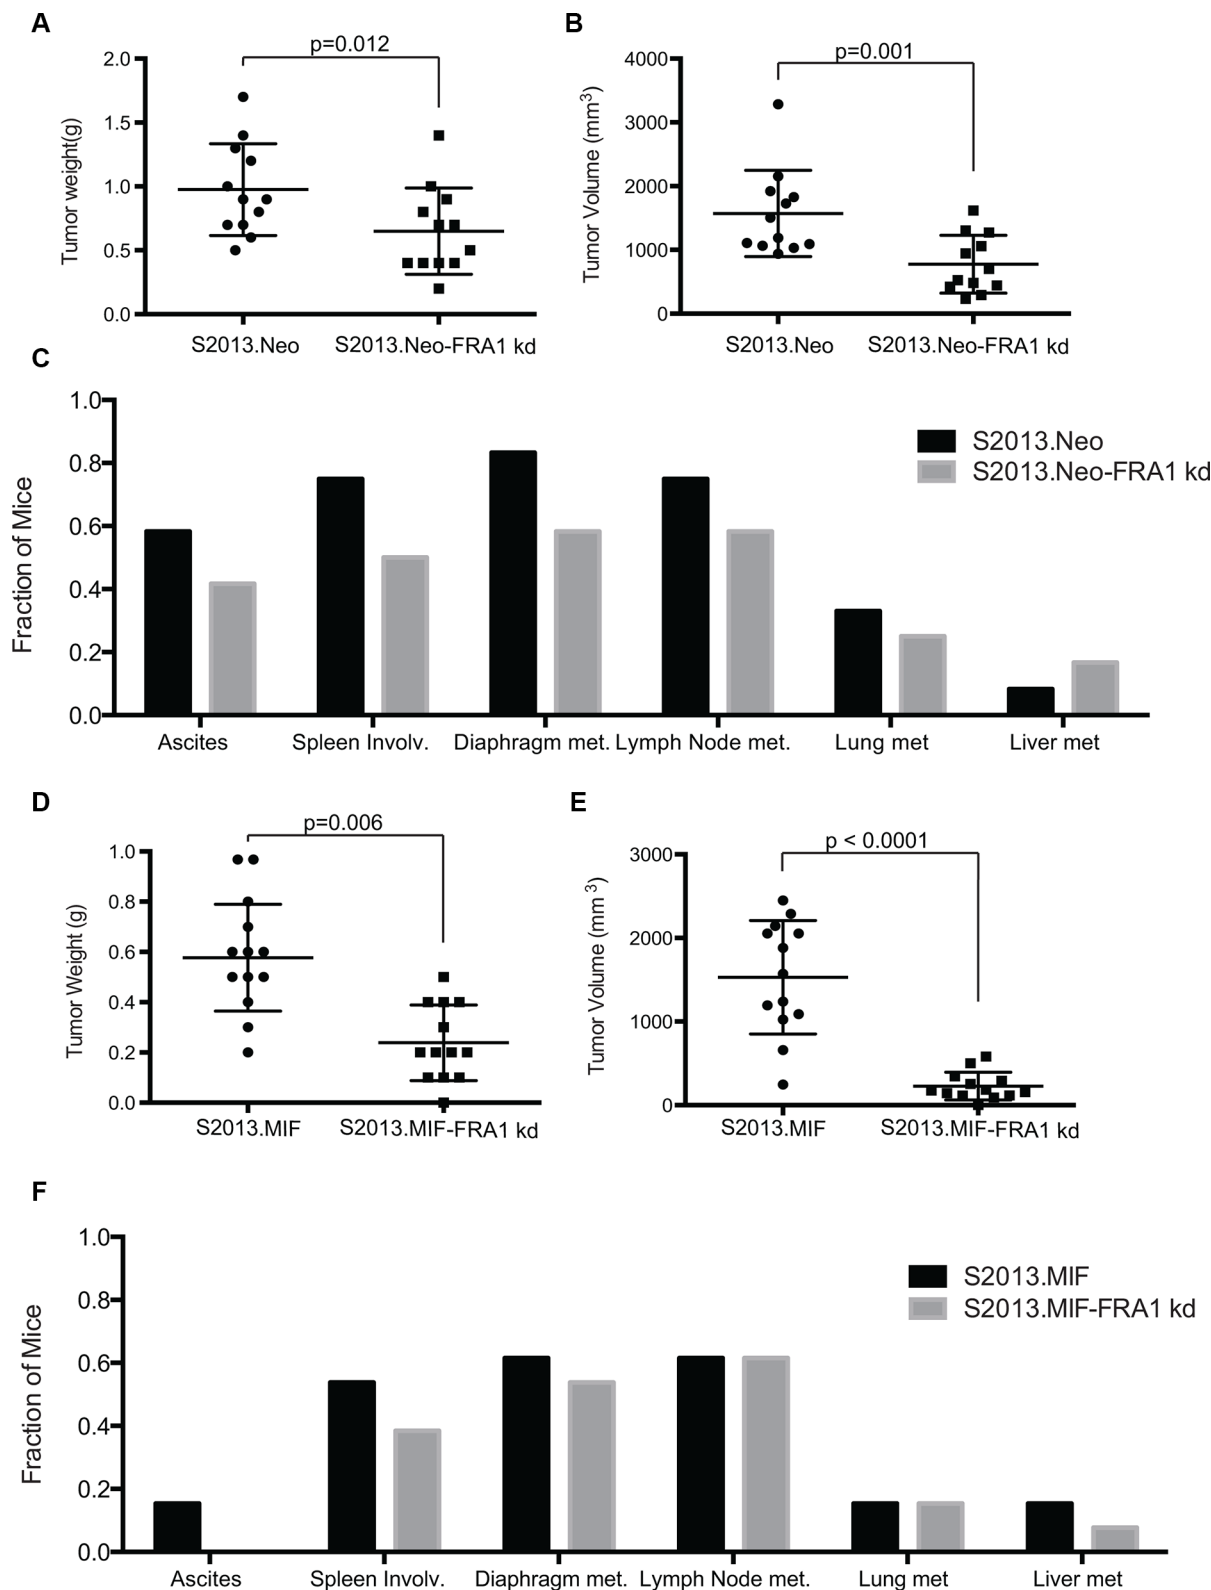 A
p=0.012
Tumor weight(g)
2.0
1.5
1.0
0.5
0.0
S2013.Neo
S2013.Neo-FRA1 kd
B
p=0.001
Tumor Volume (mm3)
4000
3000
2000
1000
0
S2013.Neo
S2013.Neo-FRA1 kd
C
Fraction of Mice
1.0
0.8
0.6
0.4
0.2
0.0
S2013.Neo
S2013.Neo-FRA1 kd
Ascites
Spleen Involv.
Diaphragm met.
Lymph Node met.
Lung met
Liver met
D
p=0.006
Tumor Weight (g)
1.0
0.8
0.6
0.4
0.2
0.0
S2013.MIF
S2013.MIF-FRA1 kd
E
p < 0.0001
Tumor Volume (mm3)
3000
2000
1000
0
S2013.MIF
S2013.MIF-FRA1 kd
F
Fraction of Mice
1.0
0.8
0.6
0.4
0.2
0.0
S2013.MIF
S2013.MIF-FRA1 kd
Ascites
Spleen Involv.
Diaphragm met.
Lymph Node met.
Lung met
Liver met